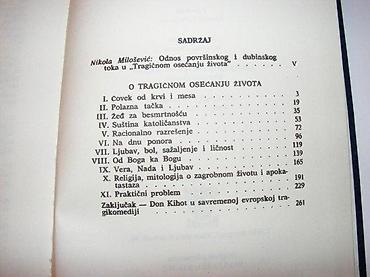 SADRŽAJ
Nikola Milošević: Odnos površinskog i dubinskog
toka u „Tragičnom osećanju života” V
O TRAGIČNOM OSEĆANJU ŽIVOTA
I. Čovek od krvi i mesa 3
II. Polazna tačka 19
III. Žeđ za besmrtnošću 35
IV. Suština katoličanstva 53
V. Racionalno razrešenje 72
VI. Na dnu ponora 96
VII. Ljubav, bol, sažaljenje i ličnost 119
VIII. Od Boga ka Bogu 139
IX. Vera, Nada i Ljubav 165
X. Religija, mitologija o zagrobnom životu i apoka-
tastaza 191
XI. Praktični problem 229
Zaključak — Don Kihot u savremenoj evropskoj tra-
gikomediji 261